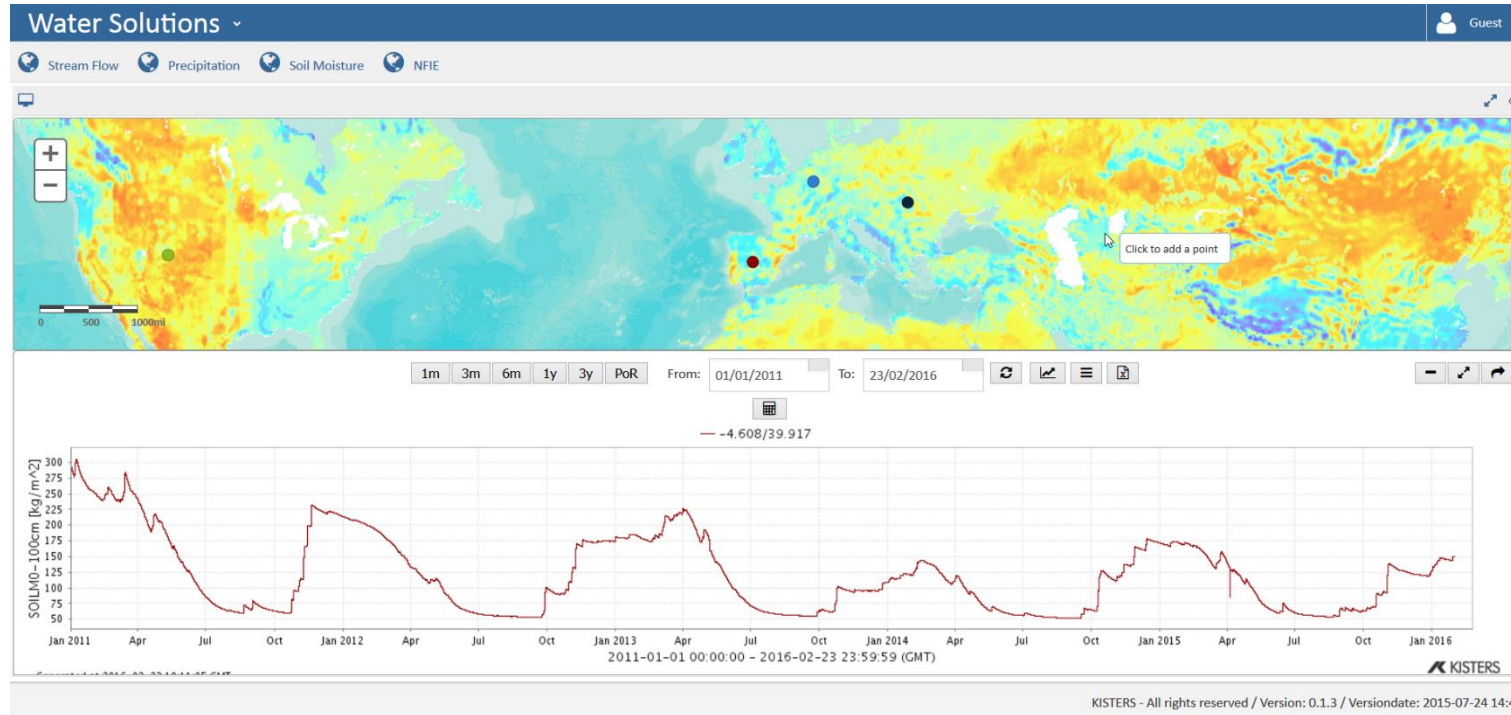 Water Solutions
Guest
Stream Flow Precipitation Soil Moisture NFIE
+
−
Click to add a point
0 500 1000mi
1m 3m 6m 1y 3y PoR From: 01/01/2011 To: 23/02/2016
−4.608/39.917
SOILM0−100cm [kg/m^2]
300
275
250
225
200
175
150
125
100
75
50
Jan 2011 Apr Jul Oct Jan 2012 Apr Jul Oct Jan 2013 Apr Jul Oct Jan 2014 Apr Jul Oct Jan 2015 Apr Jul Oct Jan 2016
2011−01−01 00:00:00 − 2016−02−23 23:59:59 (GMT)
KISTERS
KISTERS - All rights reserved / Version: 0.1.3 / Versiondate: 2015-07-24 14: